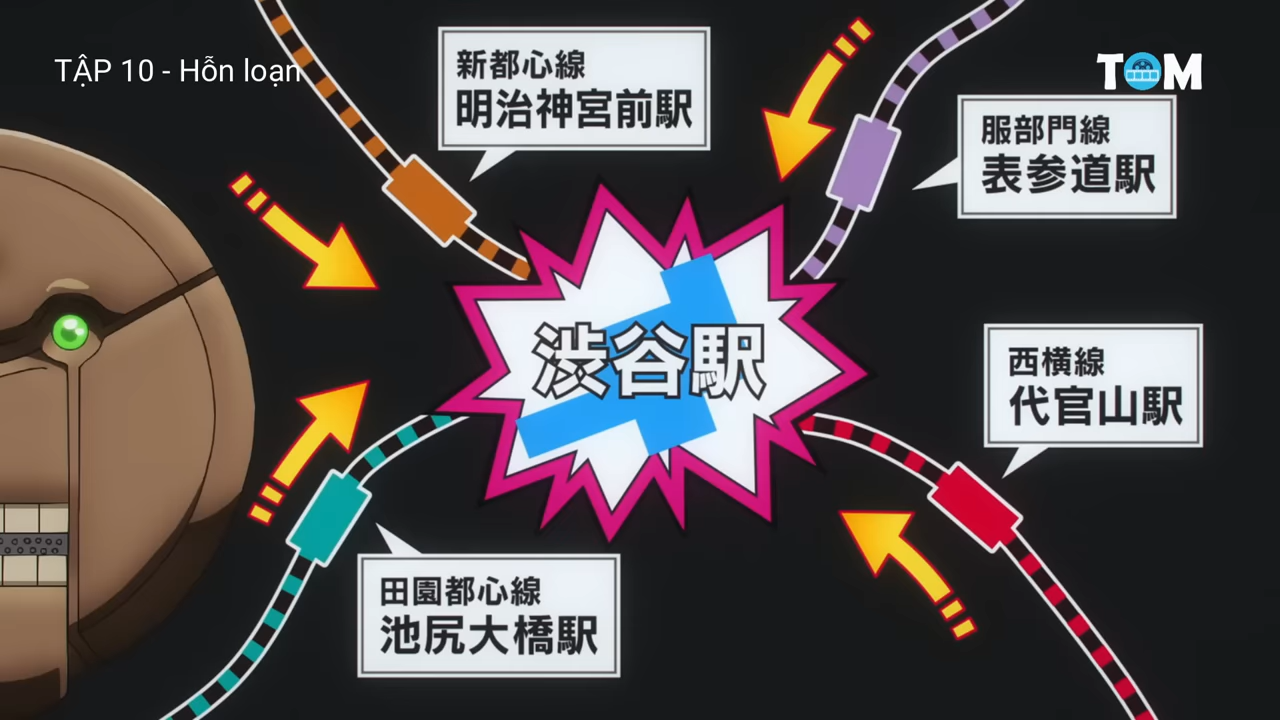 TẬP 10 - Hỗn loạn
TOM
新都心線
明治神宮前駅
服部門線
表参道駅
渋谷駅
西横線
代官山駅
田園都心線
池尻大橋駅